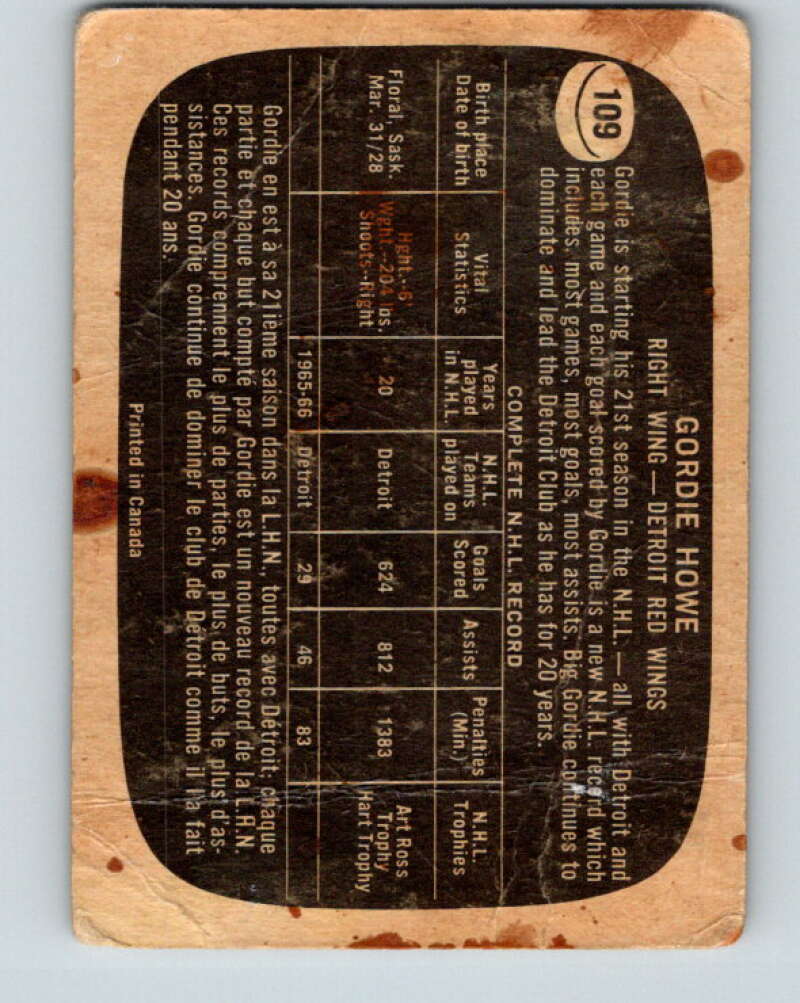 109
GORDIE HOWE
RIGHT WING — DETROIT RED WINGS
Gordie is starting his 21st season in the N.H.L. — all with Detroit and
each game and each goal scored by Gordie is a new N.H.L. record which
includes, most games, most goals, most assists. Big Gordie continues to
dominate and lead the Detroit Club as he has for 20 years.
COMPLETE N.H.L. RECORD
Birth place
Date of birth
Vital
Statistics
Years
played
in N.H.L.
N.H.L.
Teams
played on
Goals
Scored
Assists
Penalties
(Min.)
N.H.L.
Trophies
Floral, Sask.
Mar. 31/28
Hght.--6
Wght.--204 lbs.
Shoots--Right
20
Detroit
624
812
1383
Art Ross
Trophy
Hart Trophy
1965-66
Detroit
29
46
83
Gordie en est à sa 21ième saison dans la L.H.N., toutes avec Détroit; chaque
partie et chaque but compté par Gordie est un nouveau record de la L.H.N.
Ces records comprennent le plus de parties, le plus de buts, le plus d'as-
sistances. Gordie continue de dominer le club de Détroit comme il l'a fait
pendant 20 ans.
Printed in Canada